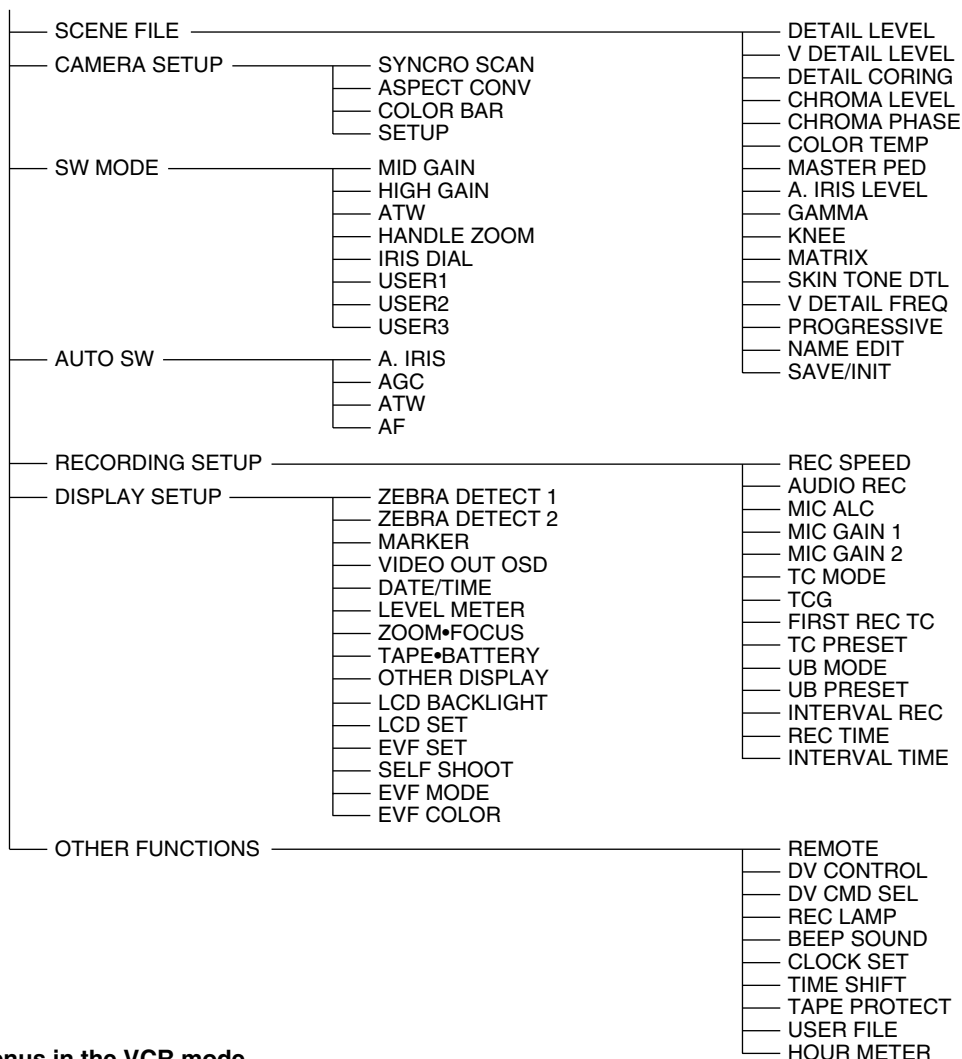 SCENE FILE
DETAIL LEVEL
V DETAIL LEVEL
DETAIL CORING
CHROMA LEVEL
CHROMA PHASE
COLOR TEMP
MASTER PED
A. IRIS LEVEL
GAMMA
KNEE
MATRIX
SKIN TONE DTL
V DETAIL FREQ
PROGRESSIVE
NAME EDIT
SAVE/INIT
CAMERA SETUP
SYNCRO SCAN
ASPECT CONV
COLOR BAR
SETUP
SW MODE
MID GAIN
HIGH GAIN
ATW
HANDLE ZOOM
IRIS DIAL
USER1
USER2
USER3
AUTO SW
A. IRIS
AGC
ATW
AF
RECORDING SETUP
REC SPEED
AUDIO REC
MIC ALC
MIC GAIN 1
MIC GAIN 2
TC MODE
TCG
FIRST REC TC
TC PRESET
UB MODE
UB PRESET
INTERVAL REC
REC TIME
INTERVAL TIME
DISPLAY SETUP
ZEBRA DETECT 1
ZEBRA DETECT 2
MARKER
VIDEO OUT OSD
DATE/TIME
LEVEL METER
ZOOM•FOCUS
TAPE•BATTERY
OTHER DISPLAY
LCD BACKLIGHT
LCD SET
EVF SET
SELF SHOOT
EVF MODE
EVF COLOR
OTHER FUNCTIONS
REMOTE
DV CONTROL
DV CMD SEL
REC LAMP
BEEP SOUND
CLOCK SET
TIME SHIFT
TAPE PROTECT
USER FILE
HOUR METER
in the VCR mode